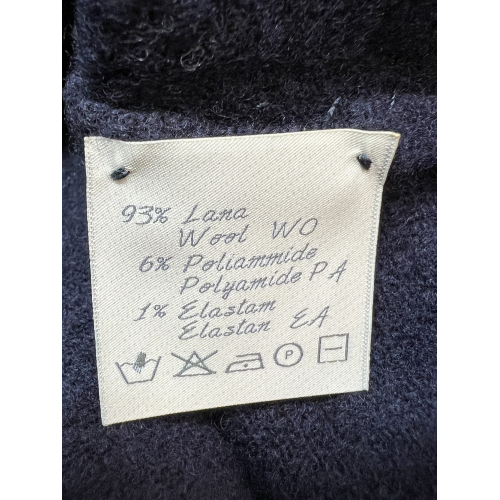 93% Lana
Wool WO
6% Poliammide
Polyamide PA
1% Elastam
Elastan EA
P